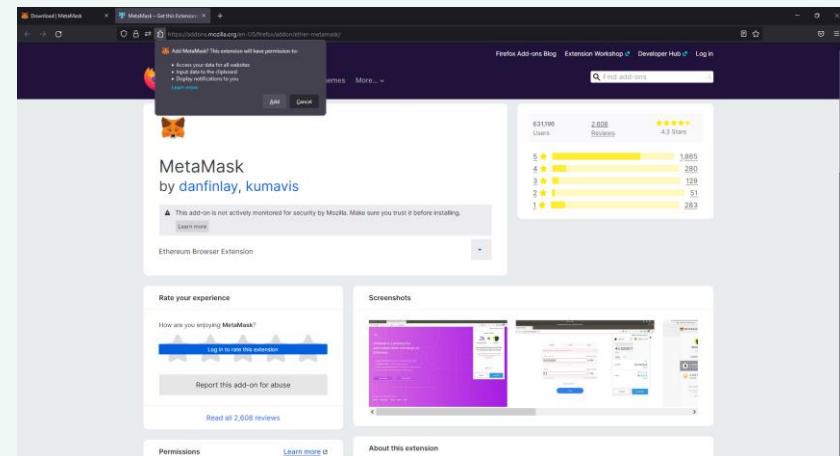 Download | MetaMask
MetaMask – Get this Extension
https://addons.mozilla.org/en-US/firefox/addon/ether-metamask/
Add MetaMask? This extension will have permission to:
Access your data for all websites
Input data to the clipboard
Display notifications to you
Learn more
Add Cancel
Firefox Add-ons Blog Extension Workshop Developer Hub Log in
More...
Find add-ons
631,196 2,608
Users Reviews 4.3 Stars
5 1,865
4 280
3 129
2 51
1 283
MetaMask
by danfinlay, kumavis
This add-on is not actively monitored for security by Mozilla. Make sure you trust it before installing.
Learn more
Ethereum Browser Extension
Rate your experience
How are you enjoying MetaMask?
Log in to rate this extension
Report this add-on for abuse
Read all 2,608 reviews
Screenshots
Permissions Learn more
About this extension